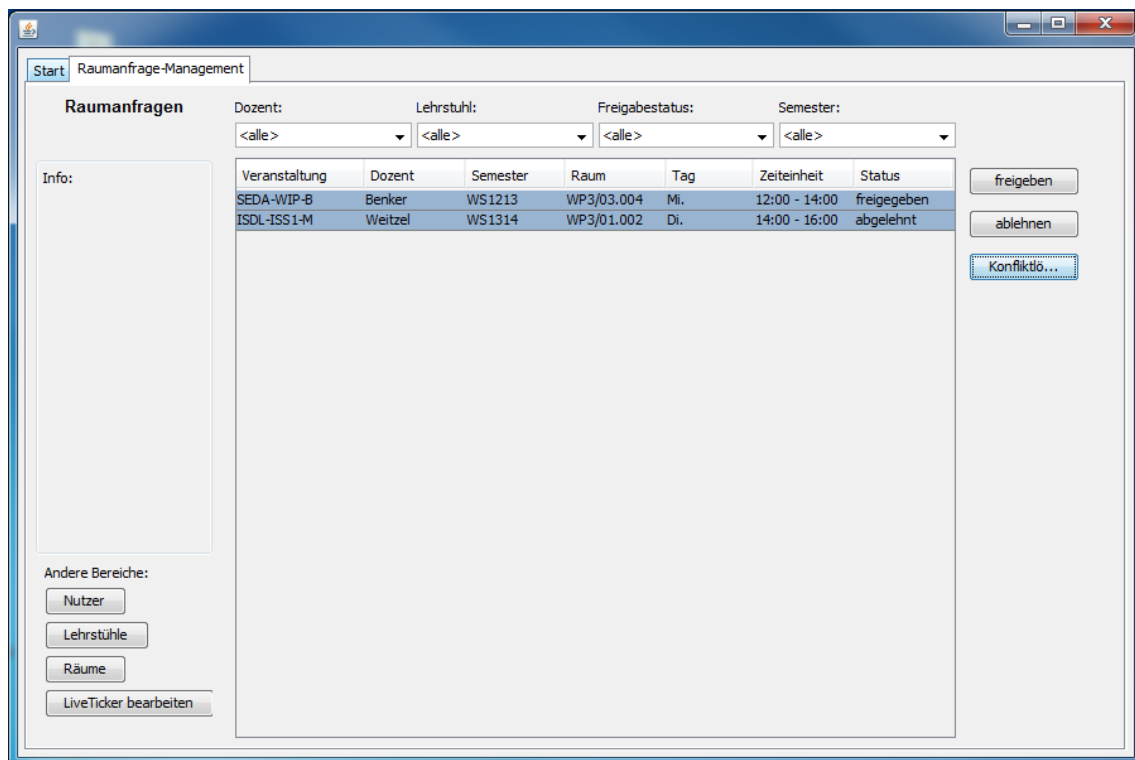 Start Raumanfrage-Management
Raumanfragen
Dozent: Lehrstuhl: Freigabestatus: Semester:
<alle> <alle> <alle> <alle>
Info:
Veranstaltung Dozent Semester Raum Tag Zeiteinheit Status
SEDA-WIP-B Benker WS1213 WP3/03.004 Mi. 12:00 - 14:00 freigegeben
ISDL-ISS1-M Weitzel WS1314 WP3/01.002 Di. 14:00 - 16:00 abgelehnt
freigeben
ablehnen
Konfliktlö...
Andere Bereiche:
Nutzer
Lehrstühle
Räume
LiveTicker bearbeiten